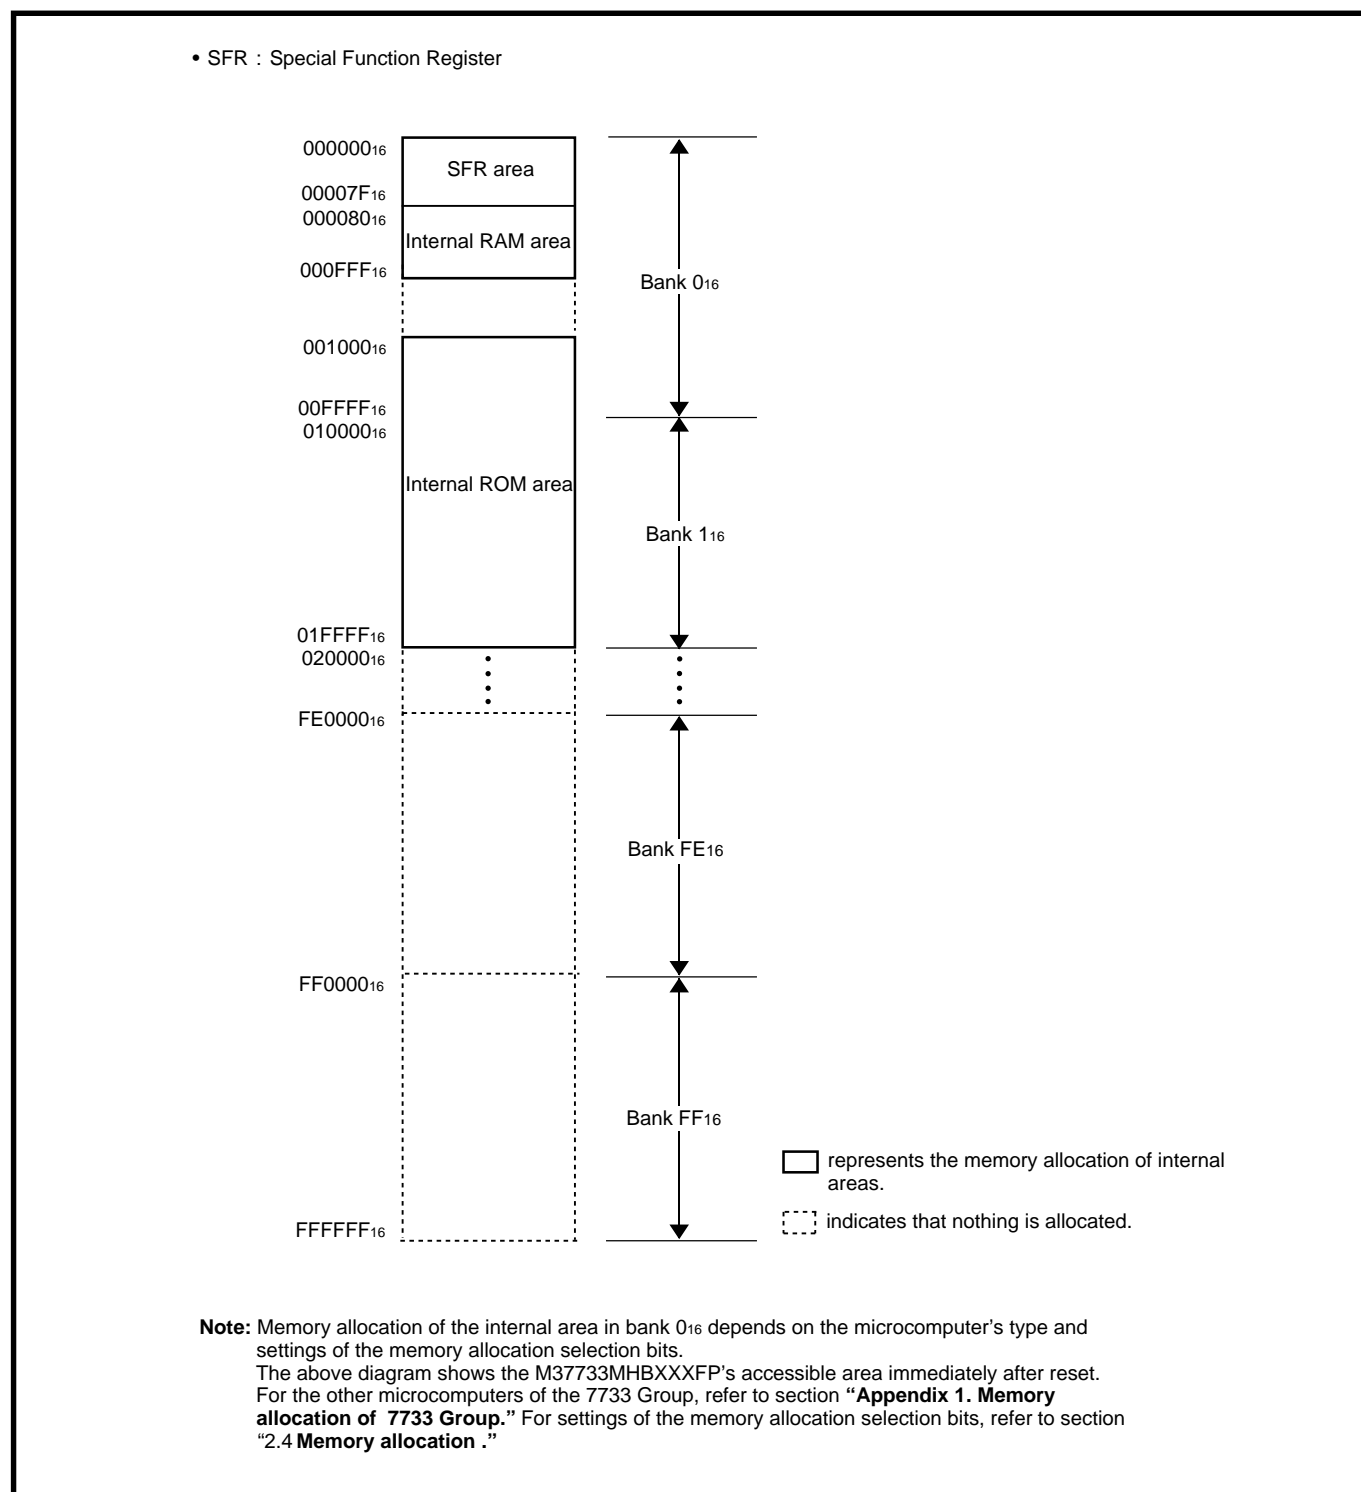 • SFR : Special Function Register
000000₁₆
SFR area
00007F₁₆
000080₁₆
Internal RAM area
000FFF₁₆
Bank 0₁₆
001000₁₆
00FFFF₁₆
010000₁₆
Internal ROM area
Bank 1₁₆
01FFFF₁₆
020000₁₆
FE0000₁₆
Bank FE₁₆
FF0000₁₆
Bank FF₁₆
represents the memory allocation of internal
areas.
indicates that nothing is allocated.
FFFFFF₁₆
Note: Memory allocation of the internal area in bank 0₁₆ depends on the microcomputer’s type and
settings of the memory allocation selection bits.
The above diagram shows the M37733MHBXXXFP’s accessible area immediately after reset.
For the other microcomputers of the 7733 Group, refer to section “Appendix 1. Memory
allocation of 7733 Group.” For settings of the memory allocation selection bits, refer to section
“2.4 Memory allocation .”